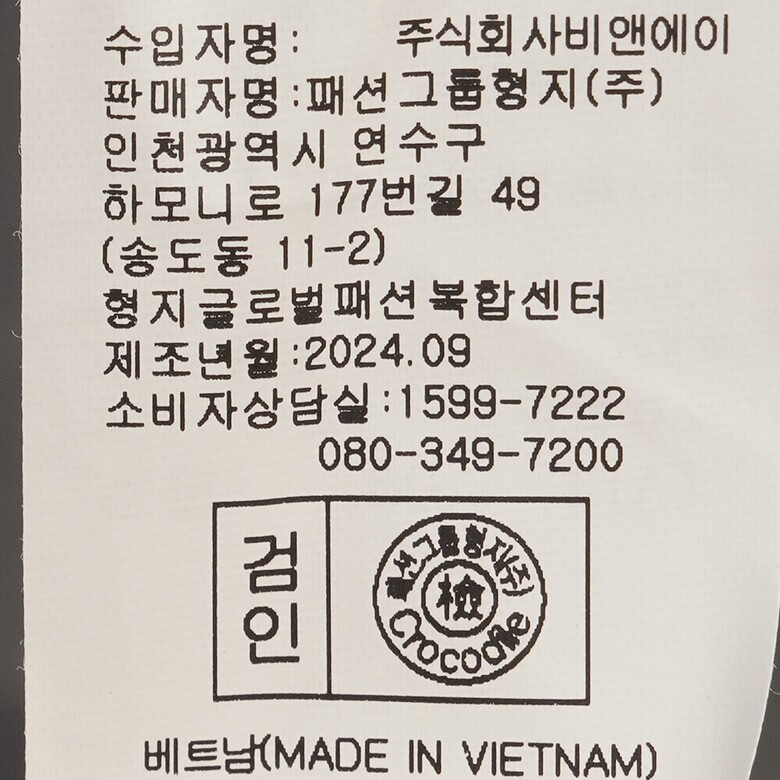 수입자명: 주식회사비앤에이
판매자명:패션그룹형지(주)
인천광역시 연수구
하모니로 177번길 49
(송도동 11-2)
형지글로벌패션복합센터
제조년월:2024.09
소비자상담실:1599-7222
080-349-7200
검인
패션그룹형지(주)
檢
Crocodile
베트남(MADE IN VIETNAM)